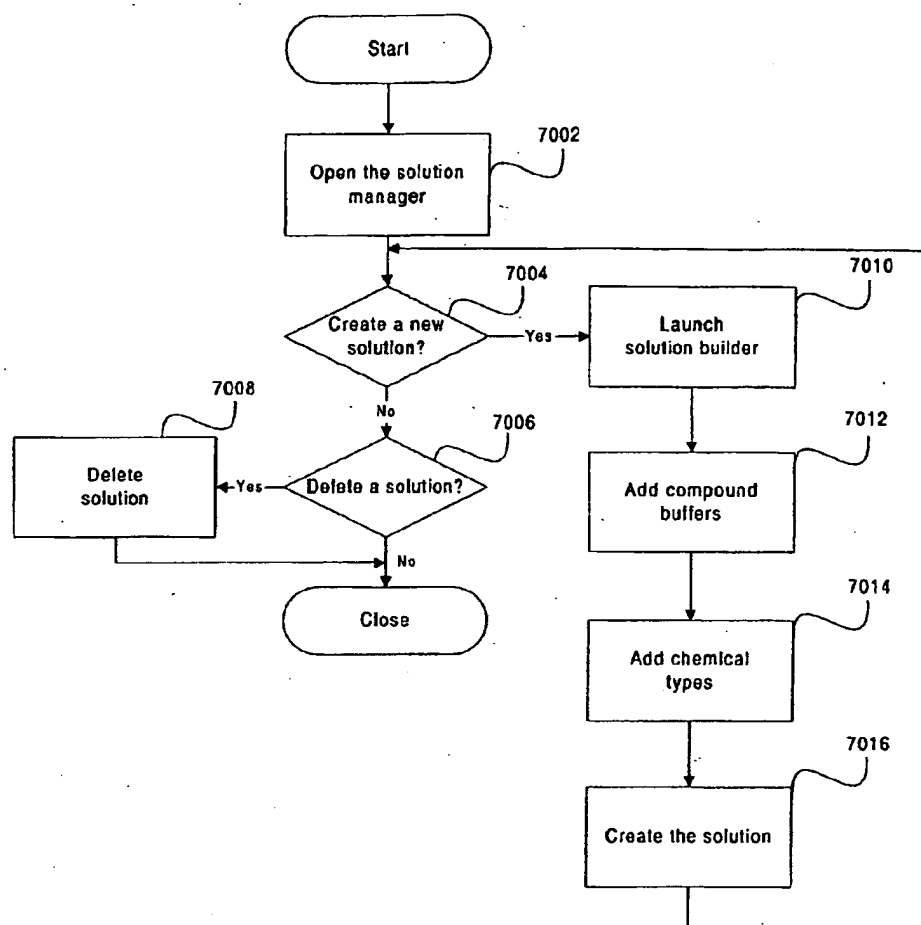 Start
7002
Open the solution
manager
7004
Create a new
solution?
Yes
7010
Launch
solution builder
No
7008
Delete
solution
7006
Yes
Delete a solution?
7012
Add compound
buffers
No
Close
7014
Add chemical
types
7016
Create the solution